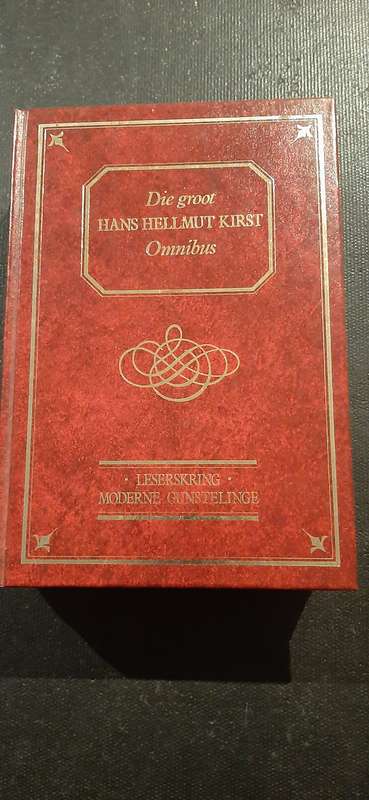 Die groot
HANS HELLMUT KIRST
Omnibus
· LESERSKRING ·
MODERNE GUNSTELINGE